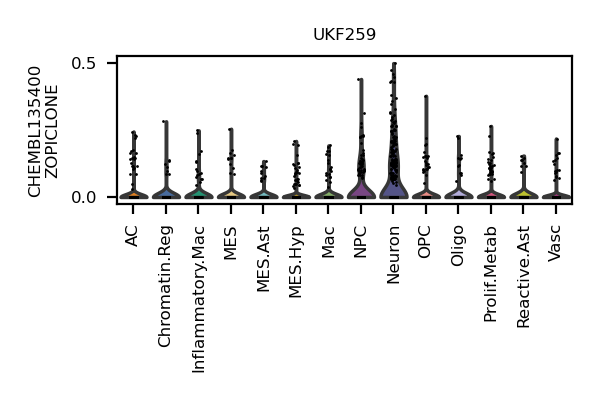 UKF259
CHEMBL135400
ZOPICLONE
0.5
0.0
AC
Chromatin.Reg
Inflammatory.Mac
MES
MES.Ast
MES.Hyp
Mac
NPC
Neuron
OPC
Oligo
Prolif.Metab
Reactive.Ast
Vasc